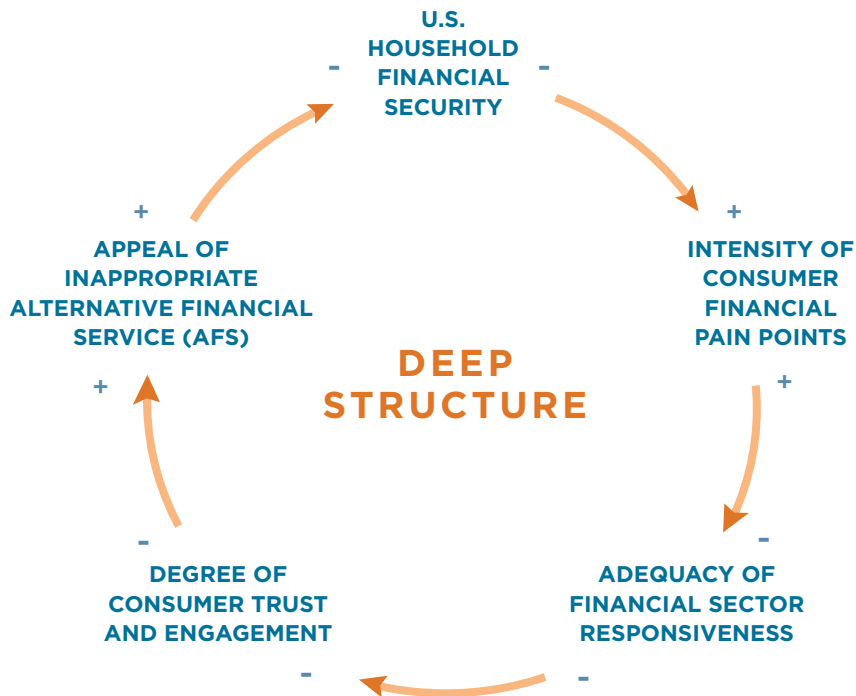 U.S.
HOUSEHOLD
FINANCIAL
SECURITY
-
-
+
INTENSITY OF
CONSUMER
FINANCIAL
PAIN POINTS
+
-
ADEQUACY OF
FINANCIAL SECTOR
RESPONSIVENESS
-
-
DEGREE OF
CONSUMER TRUST
AND ENGAGEMENT
-
+
APPEAL OF
INAPPROPRIATE
ALTERNATIVE FINANCIAL
SERVICE (AFS)
+
DEEP
STRUCTURE